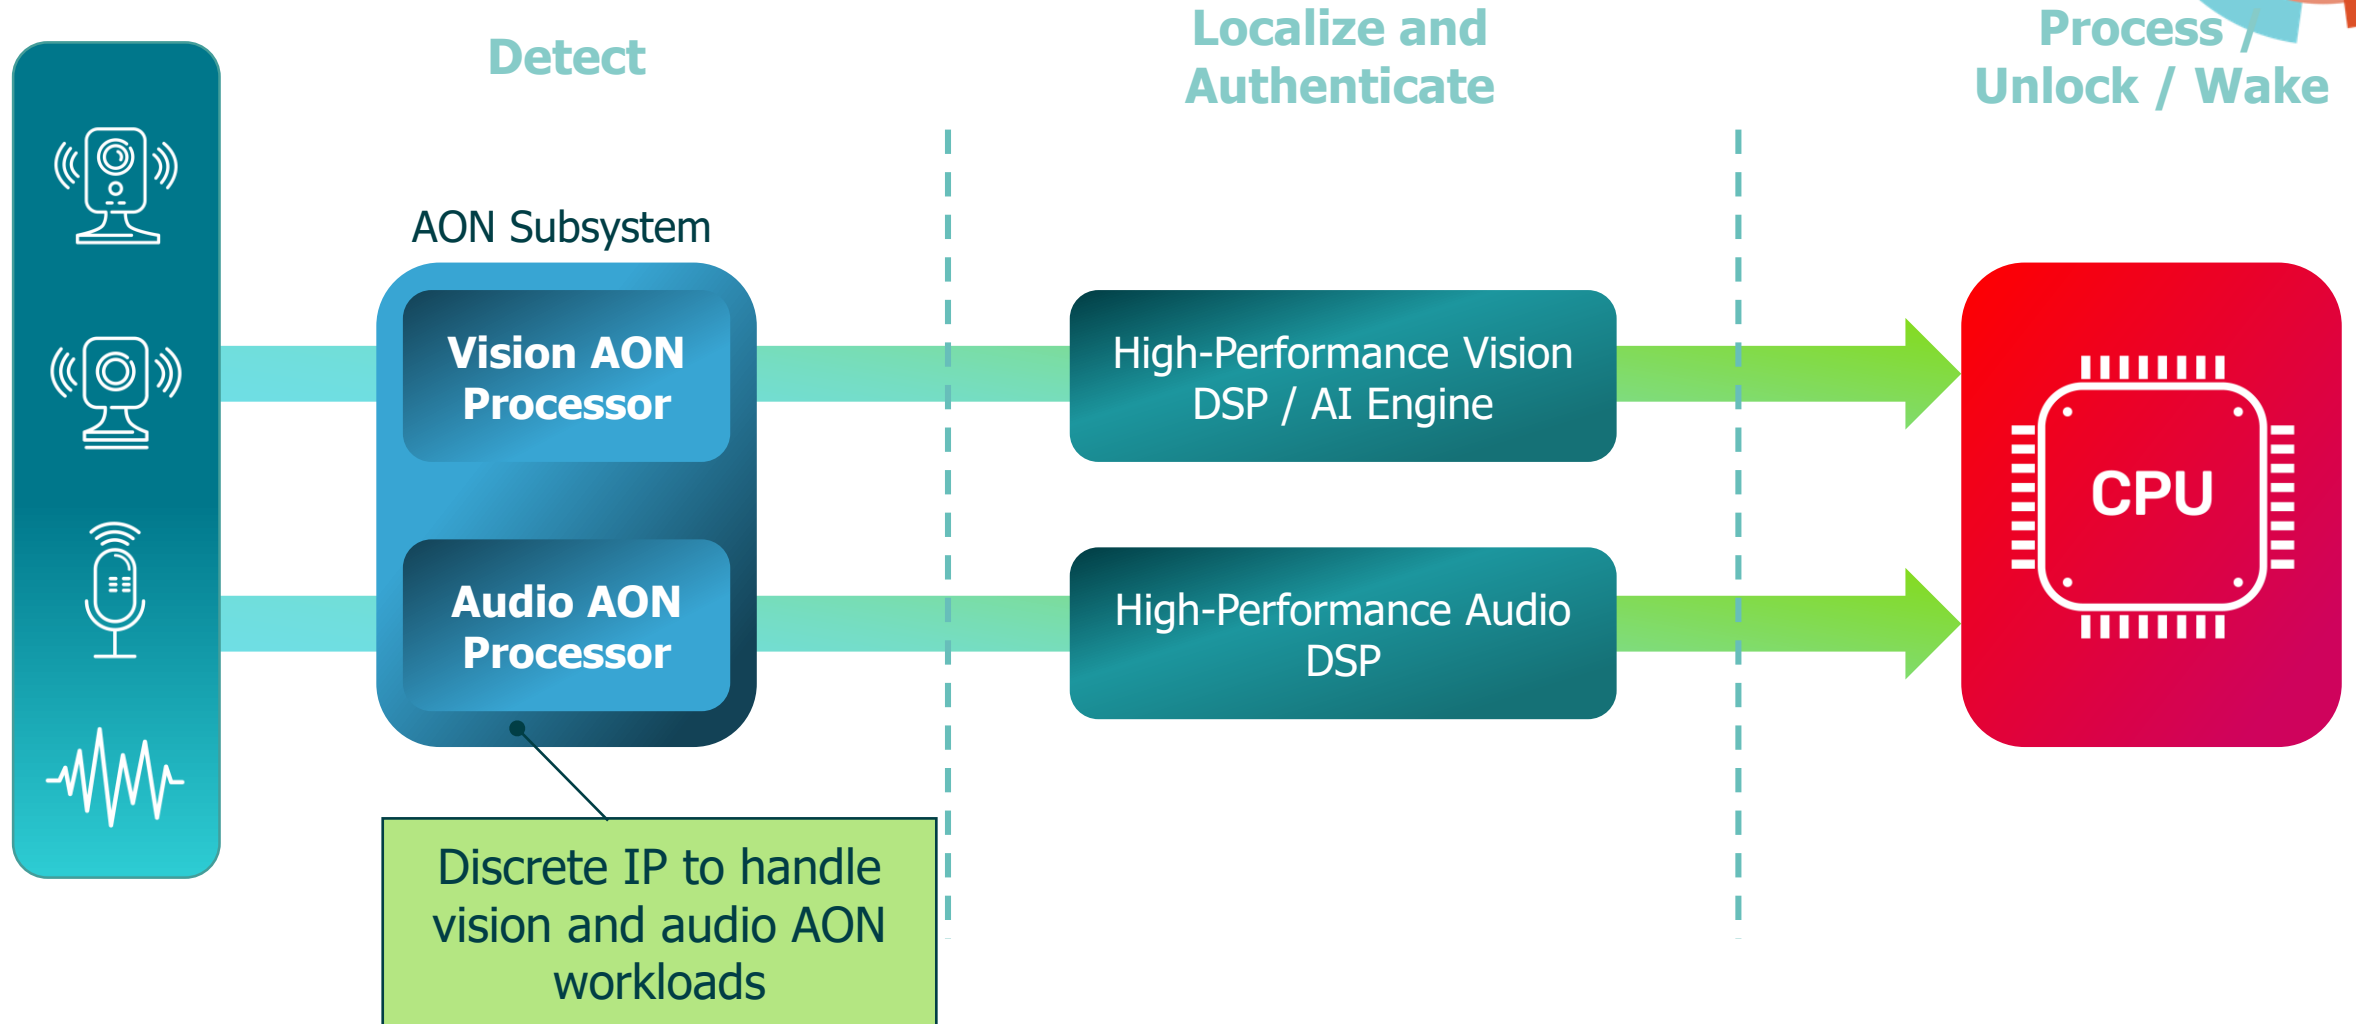 Detect
Localize and
Authenticate
Process /
Unlock / Wake
AON Subsystem
Vision AON
Processor
High-Performance Vision
DSP / AI Engine
CPU
Audio AON
Processor
High-Performance Audio
DSP
Discrete IP to handle
vision and audio AON
workloads